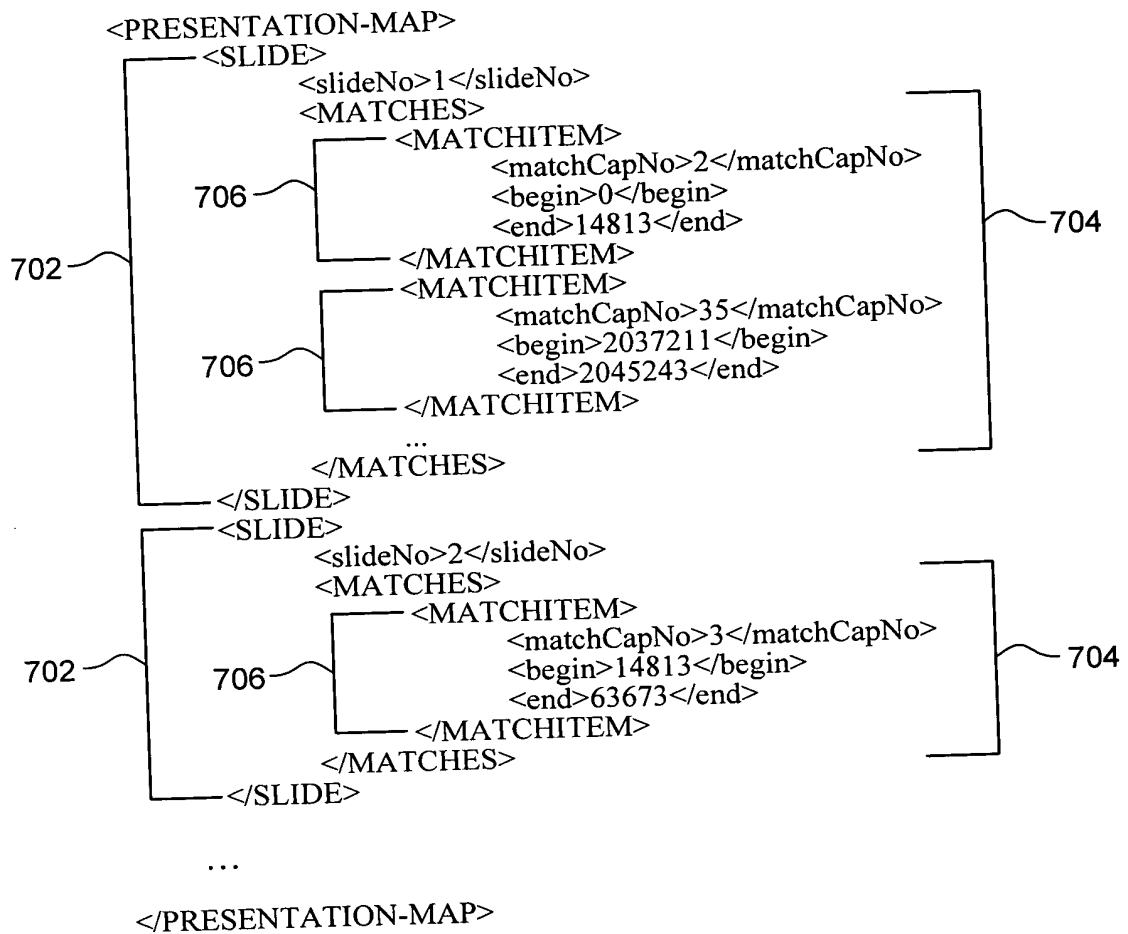 <PRESENTATION-MAP>
<SLIDE>
<slideNo>1</slideNo>
<MATCHES>
<MATCHITEM>
<matchCapNo>2</matchCapNo>
706
<begin>0</begin>
<end>14813</end>
704
702
</MATCHITEM>
<MATCHITEM>
<matchCapNo>35</matchCapNo>
<begin>2037211</begin>
706
<end>2045243</end>
</MATCHITEM>
...
</MATCHES>
</SLIDE>
<SLIDE>
<slideNo>2</slideNo>
<MATCHES>
<MATCHITEM>
<matchCapNo>3</matchCapNo>
702
706
<begin>14813</begin>
704
<end>63673</end>
</MATCHITEM>
</MATCHES>
</SLIDE>
...
</PRESENTATION-MAP>